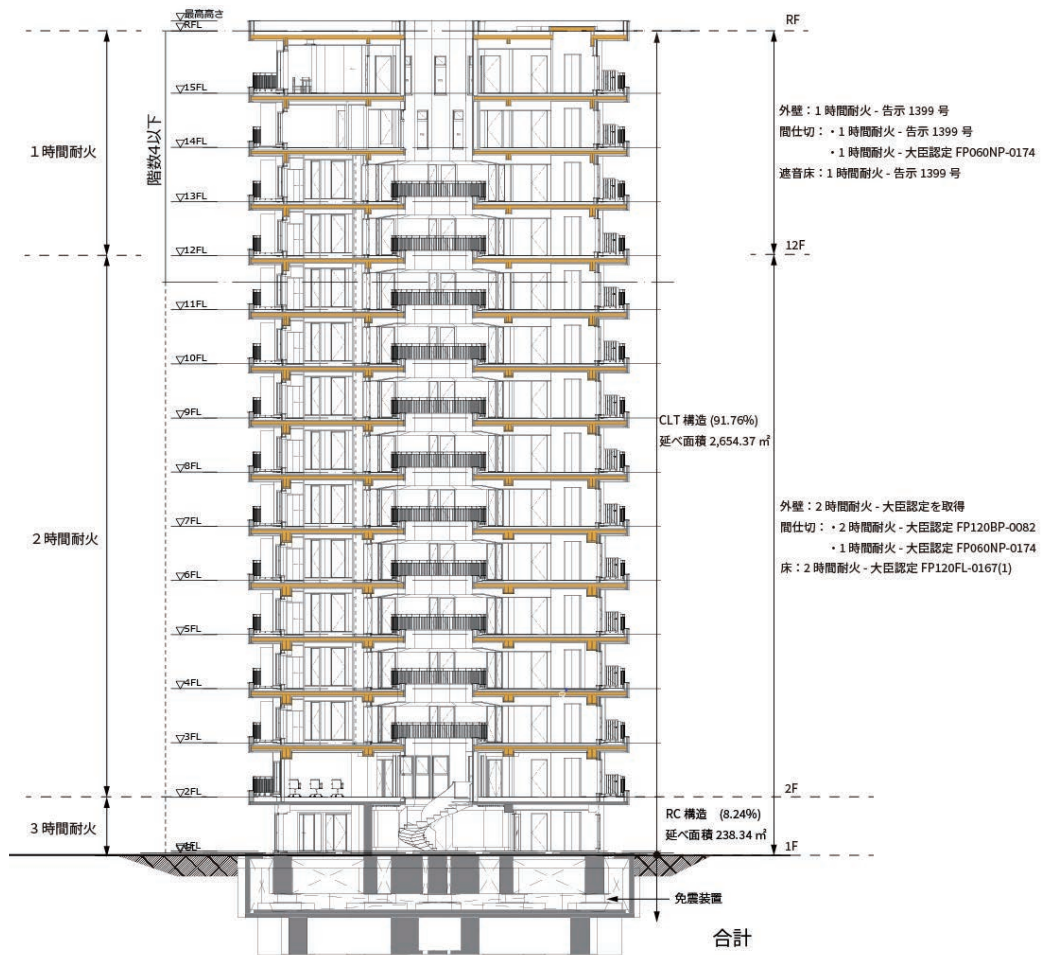 最高高さ
RFL
RF
15FL
14FL
13FL
12FL
11FL
10FL
9FL
8FL
7FL
6FL
5FL
4FL
3FL
2FL
1時間耐火
階数4以下
2時間耐火
3時間耐火
外壁：1時間耐火 - 告示 1399 号
間仕切：・1時間耐火 - 告示 1399 号
・1時間耐火 - 大臣認定 FP060NP-0174
遮音床：1時間耐火 - 告示 1399 号
12F
CLT 構造 (91.76%)
延べ面積 2,654.37 ㎡
外壁：2時間耐火 - 大臣認定を取得
間仕切：・2時間耐火 - 大臣認定 FP120BP-0082
・1時間耐火 - 大臣認定 FP060NP-0174
床：2時間耐火 - 大臣認定 FP120FL-0167(1)
2F
RC 構造 (8.24%)
延べ面積 238.34 ㎡
1F
免震装置
合計